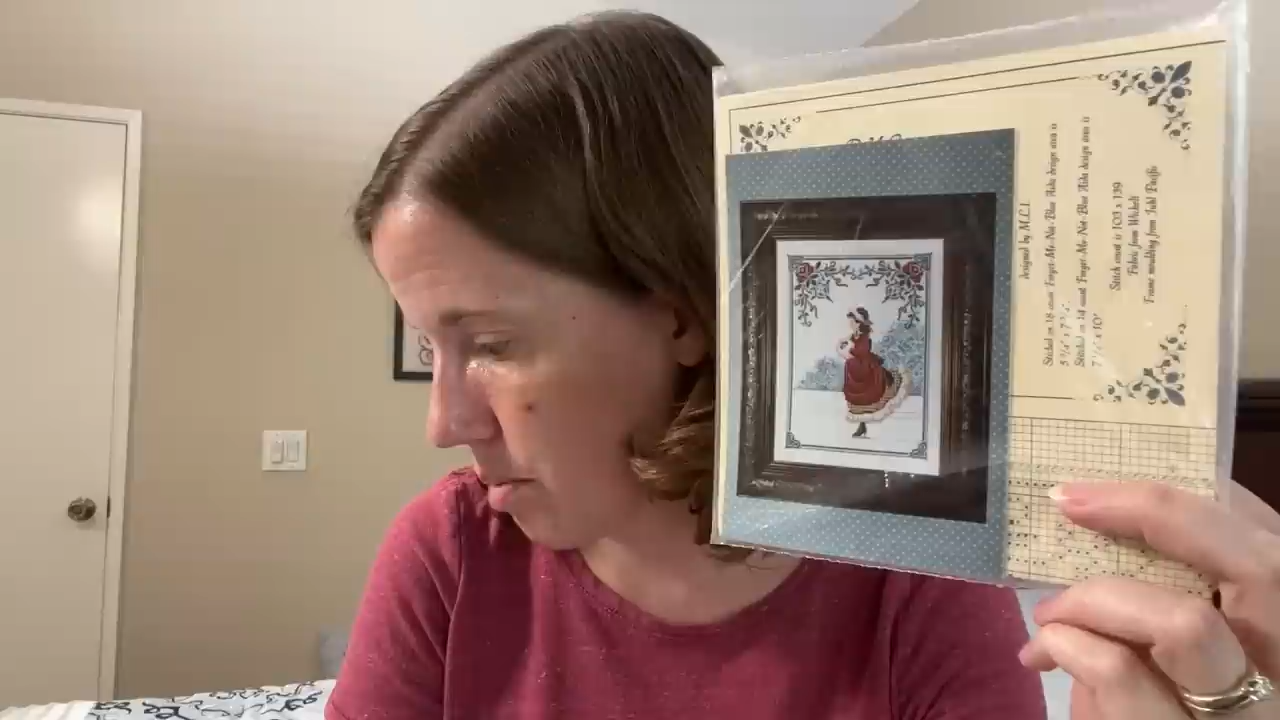 designed by M.L.I.
Stitched on 18 count Forget-Me-Not-Blue Aida design area is
5 3/4" x 7 3/4".
Stitched on 14 count Forget-Me-Not-Blue Aida design area is
7 1/4" x 10"
Stitch count is 103 x 139
Fabric from Wichelt
Frame moulding from Juhl Pacific